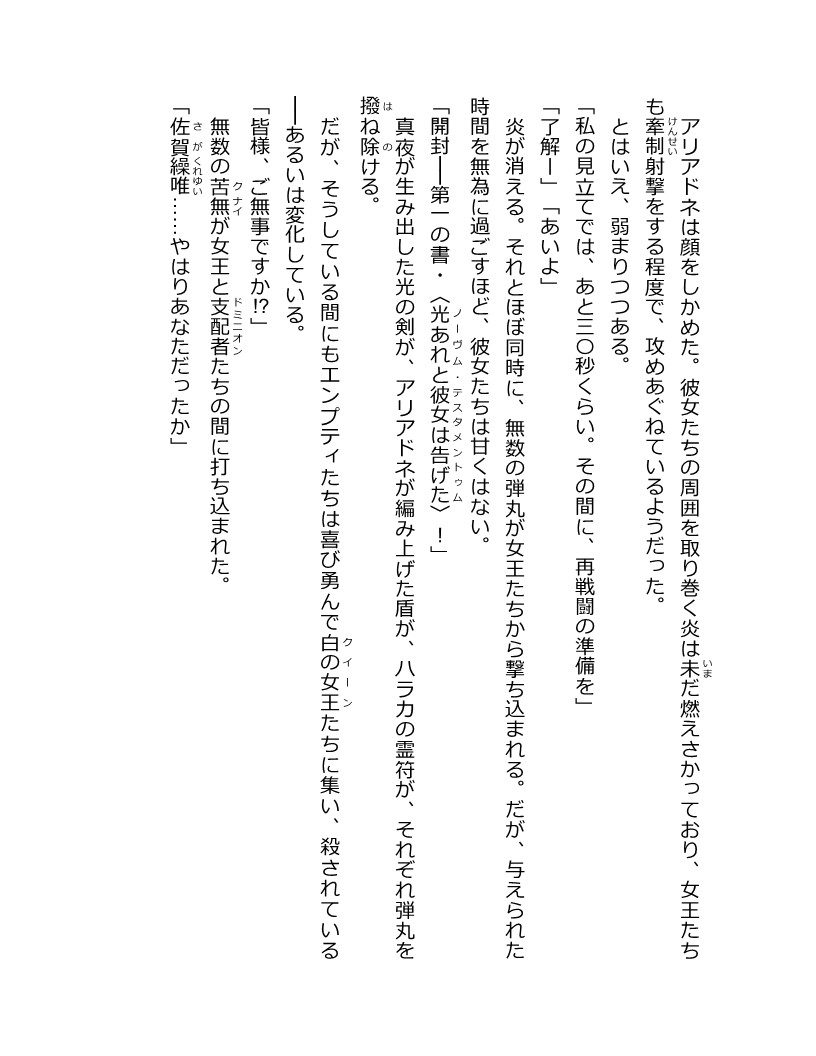 アリアドネは顔をしかめた。彼女たちの周囲を取り巻く炎は未だ燃えさかっており、女王たち
も牽制射撃をする程度で、攻めあぐねているようだった。
とはいえ、弱まりつつある。
「私の見立てでは、あと三〇秒くらい。その間に、再戦闘の準備を」
「了解ー」「あいよ」
炎が消える。それとほぼ同時に、無数の弾丸が女王たちから撃ち込まれる。だが、与えられた
時間を無為に過ごすほど、彼女たちは甘くはない。
「開封――第一の書・〈光あれと彼女は告げた〉！」
真夜が生み出した光の剣が、アリアドネが編み上げた盾が、ハラカの霊符が、それぞれ弾丸を
撥ね除ける。
だが、そうしている間にもエンプティたちは喜び勇んで白の女王たちに集い、殺されている
――あるいは変化している。
「皆様、ご無事ですか⁉」
無数の苦無が女王と支配者たちの間に打ち込まれた。
「佐賀繰唯……やはりあなただったか」